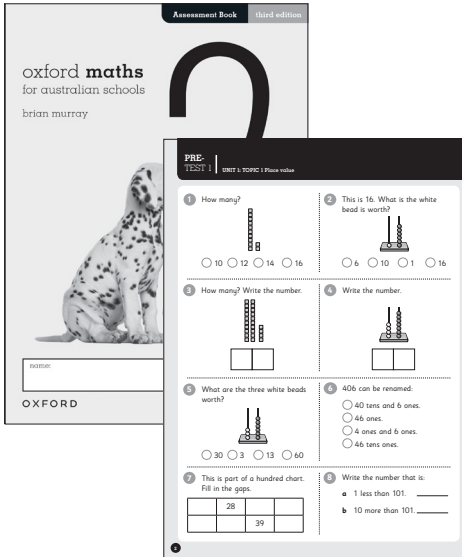 Assessment Book third edition
oxford maths
for australian schools
brian murray
2
name:
OXFORD
PRE-
TEST 1
UNIT 1: TOPIC 1 Place value
1 How many?
10 12 14 16
2 This is 16. What is the white
bead is worth?
6 10 1 16
3 How many? Write the number.
4 Write the number.
5 What are the three white beads
worth?
30 3 13 60
6 406 can be renamed:
40 tens and 6 ones.
46 ones.
4 ones and 6 ones.
46 tens ones.
7 This is part of a hundred chart.
Fill in the gaps.
28
39
8 Write the number that is:
a 1 less than 101.
b 10 more than 101.